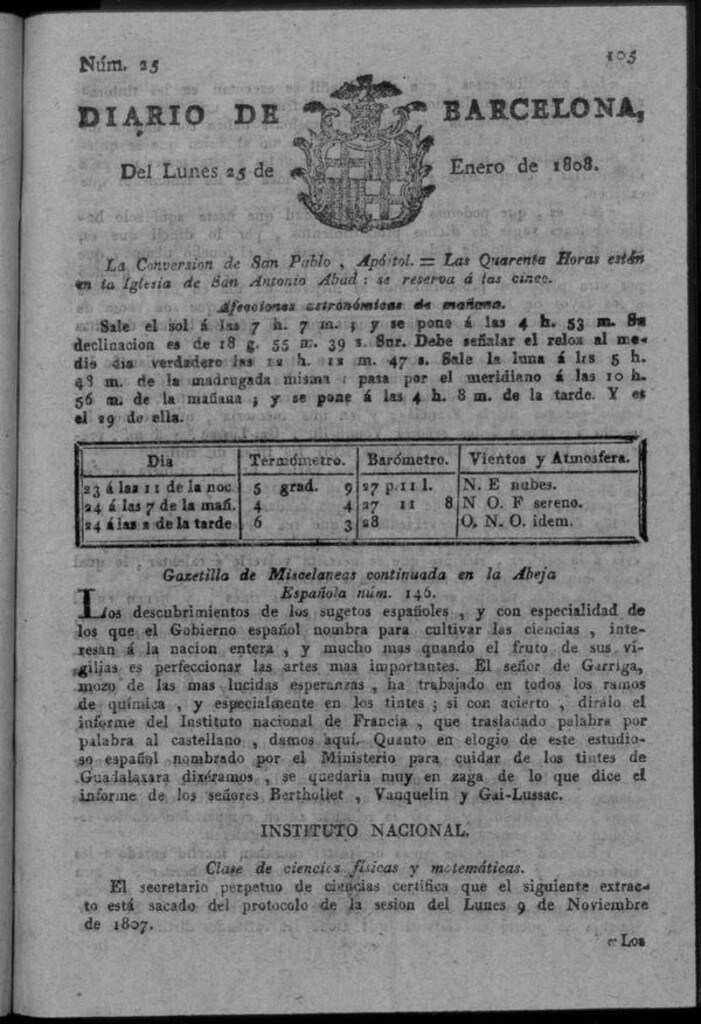 Núm. 25
105
DIARIO DE BARCELONA,
Del Lunes 25 de Enero de 1808.
La Conversion de San Pablo , Apóstol. = Las Quarenta Horas están
en la Iglesia de San Antonio Abad : se reserva á las cinco.
Afecciones astronómicas de mañana.
Sale el sol á las 7 h. 7 m. ; y se pone á las 4 h. 53 m. Su
declinacion es de 18 g. 55 m. 39 s. Sur. Debe señalar el relox al me-
dio dia verdadero las 12 h. 12 m. 47 s. Sale la luna á las 5 h.
48 m. de la madrugada misma : pasa por el meridiano á las 10 h.
56 m. de la mañana ; y se pone á las 4 h. 8 m. de la tarde. Y es
el 29 de ella.
Dia Termómetro. Barómetro. Vientos y Atmosfera.
23 á las 11 de la noc 5 grad. 9 27 p. 11 l. N. E nubes.
24 á las 7 de la mañ. 4 4 27 11 8 N O. F sereno.
24 á las 2 de la tarde 6 3 28 O. N. O. idem.
Gazetilla de Miscelaneas continuada en la Abeja
Española núm. 146.
Los descubrimientos de los sugetos españoles , y con especialidad de
los que el Gobierno español nombra para cultivar las ciencias , inte-
resan á la nacion entera , y mucho mas quando el fruto de sus vi-
gilias es perfeccionar las artes mas importantes. El señor de Garriga,
mozo de las mas lucidas esperanzas , ha trabajado en todos los ramos
de química , y especialmente en los tintes ; si con acierto , dirálo el
informe del Instituto nacional de Francia , que trasladado palabra por
palabra al castellano , damos aquí. Quanto en elogio de este estudio-
so español nombrado por el Ministerio para cuidar de los tintes de
Guadalaxara dixéramos , se quedaria muy en zaga de lo que dice el
informe de los señores Berthollet , Vauquelin y Gai-Lussac.
INSTITUTO NACIONAL.
Clase de ciencias físicas y matemáticas.
El secretario perpetuo de ciencias certifica que el siguiente extrac-
to está sacado del protocolo de la sesion del Lunes 9 de Noviembre
de 1807.
Los